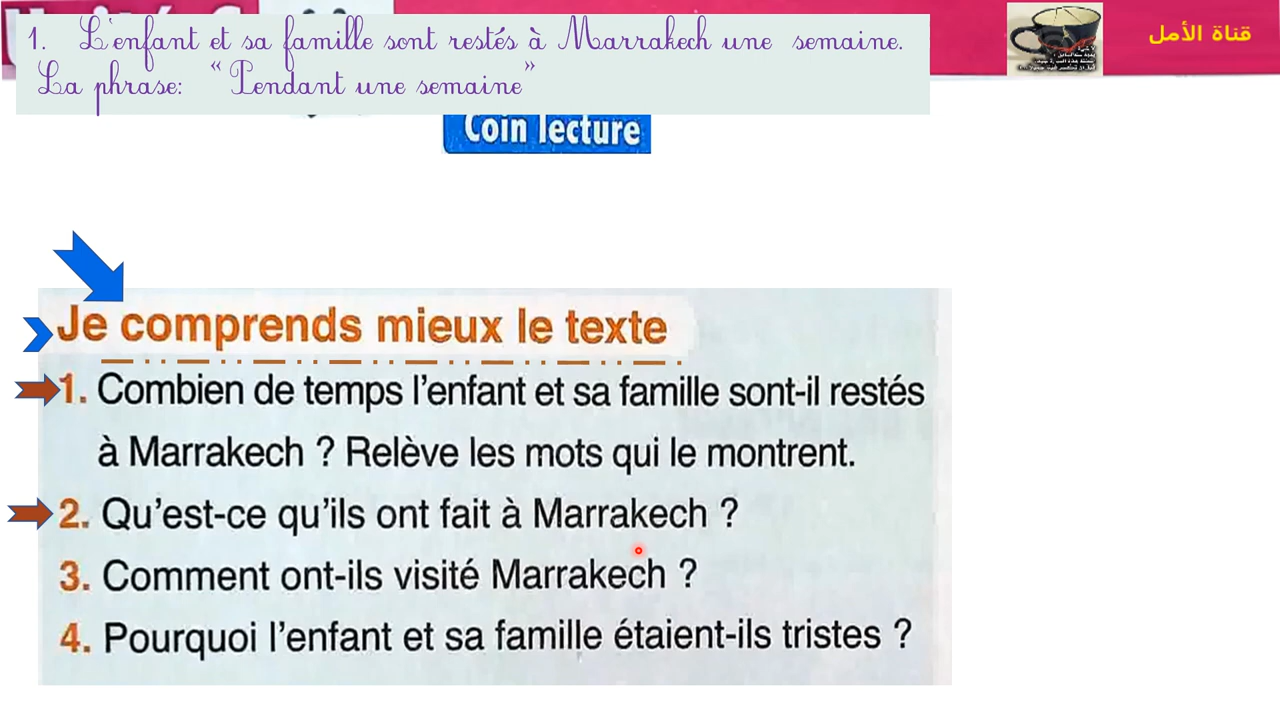 1. L'enfant et sa famille sont restés à Marrakech une semaine.
La phrase: “Pendant une semaine”
قناة الأمل
Coin lecture
Je comprends mieux le texte
1. Combien de temps l'enfant et sa famille sont-il restés
à Marrakech ? Relève les mots qui le montrent.
2. Qu'est-ce qu'ils ont fait à Marrakech ?
3. Comment ont-ils visité Marrakech ?
4. Pourquoi l'enfant et sa famille étaient-ils tristes ?